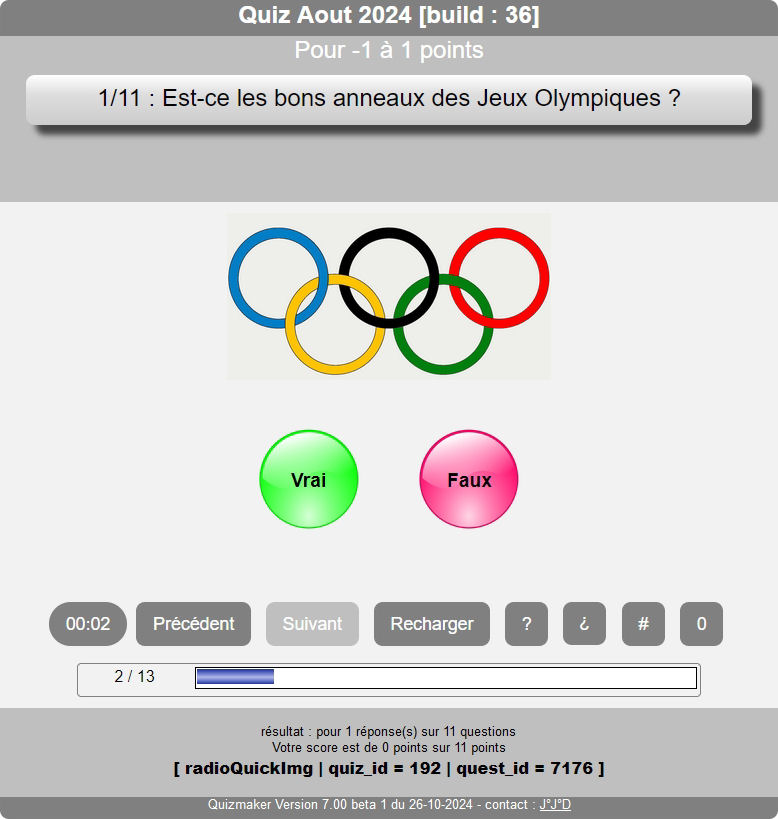 Quiz Aout 2024 [build : 36]
Pour -1 à 1 points
1/11 : Est-ce les bons anneaux des Jeux Olympiques ?
Vrai
Faux
00:02
Précédent
Suivant
Recharger
?
¿
#
0
2 / 13
résultat : pour 1 réponse(s) sur 11 questions
Votre score est de 0 points sur 11 points
[ radioQuickImg | quiz_id = 192 | quest_id = 7176 ]
Quizmaker Version 7.00 beta 1 du 26-10-2024 - contact : J°J°D